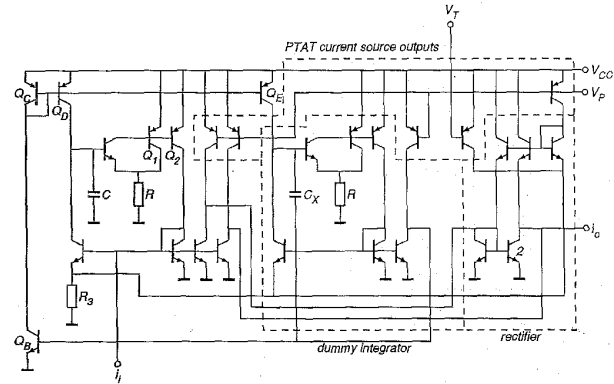 V_T
PTAT current source outputs
V_CC
Q_C
Q_D
Q_E
V_P
Q_1
Q_2
C
R
C_X
R
i_o
2
R_3
Q_B
dummy integrator
rectifier
i_i